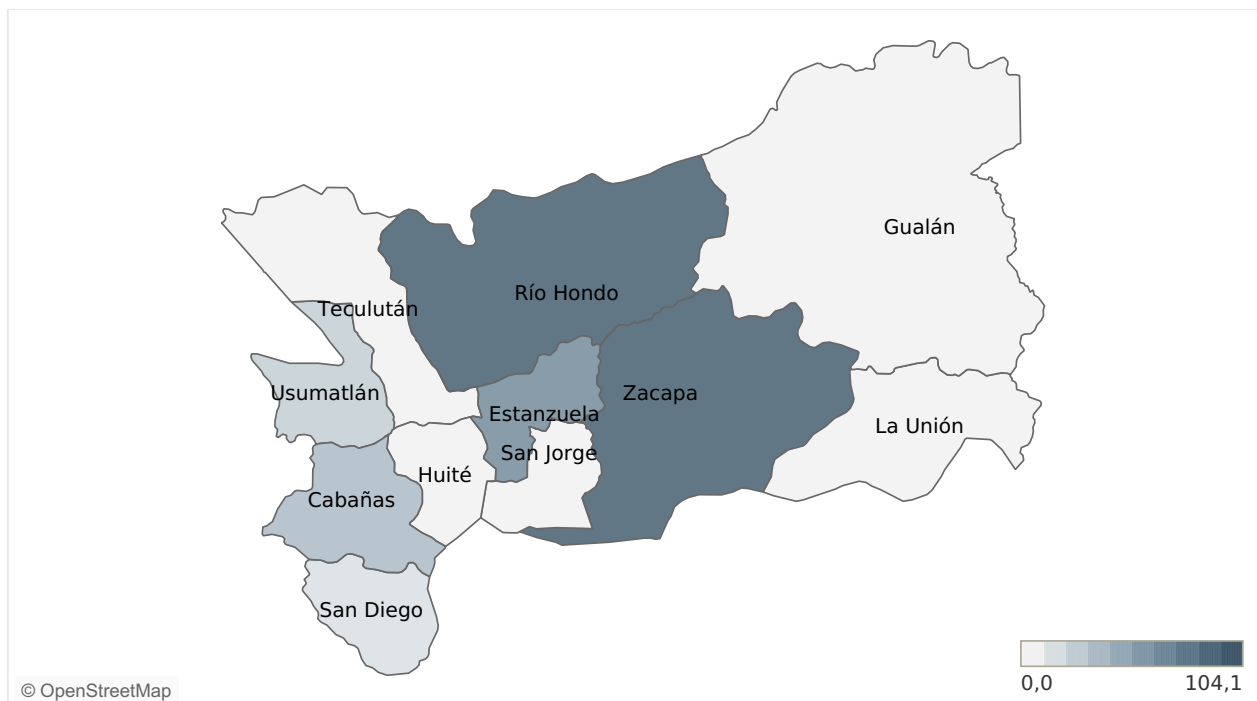 Gualán
Río Hondo
Teculután
Usumatlán
Zacapa
Estanzuela
La Unión
San Jorge
Huité
Cabañas
San Diego
0,0
104,1
© OpenStreetMap